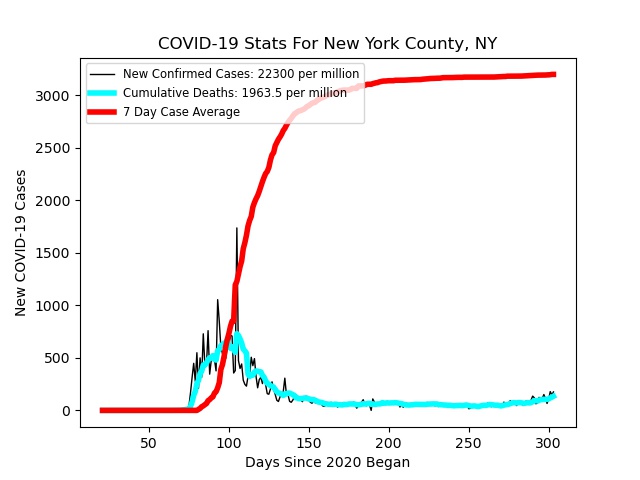 COVID-19 Stats For New York County, NY
New Confirmed Cases: 22300 per million
Cumulative Deaths: 1963.5 per million
7 Day Case Average
3000
2500
2000
1500
1000
500
0
New COVID-19 Cases
50 100 150 200 250 300
Days Since 2020 Began